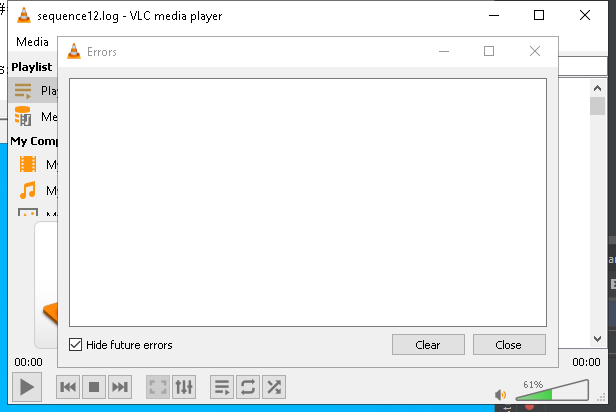 #
sequence12.log - VLC media player
Media
Errors
Playlist
Pla
Me
My Comp
My
My
00:00
00:00
Hide future errors
Clear
Close
61%